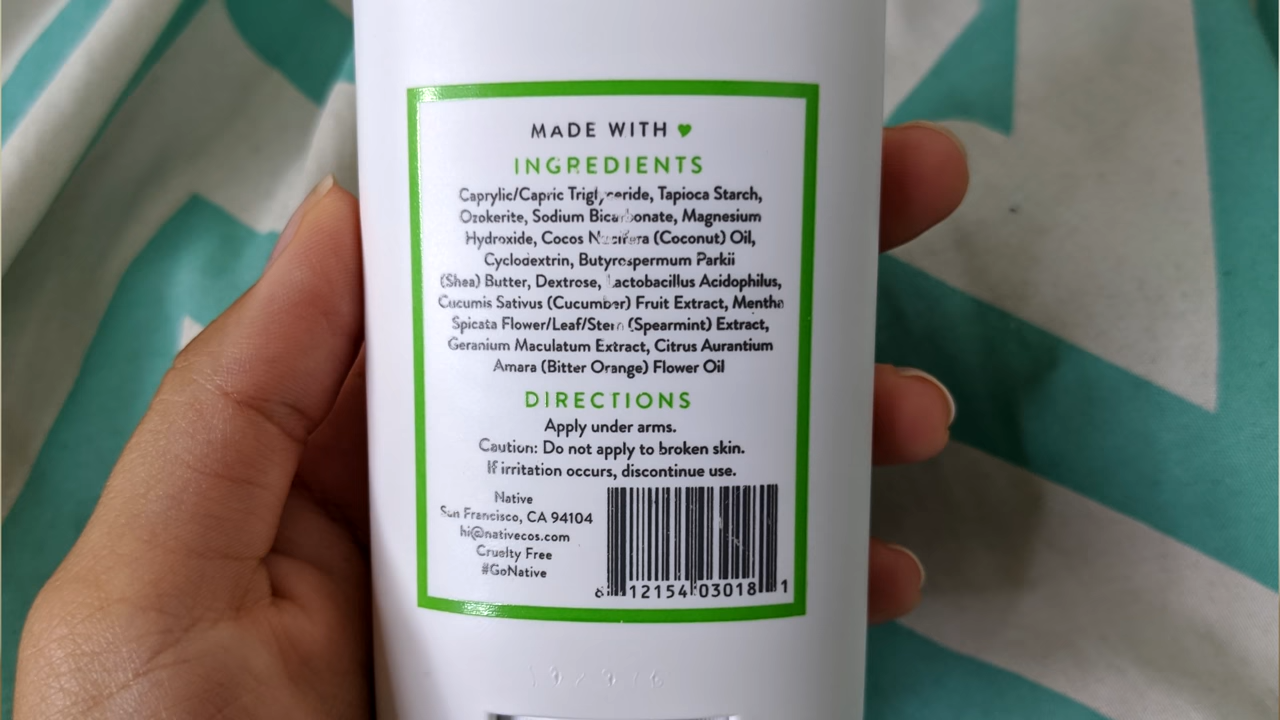 MADE WITH
INGREDIENTS
Caprylic/Capric Triglyceride, Tapioca Starch,
Ozokerite, Sodium Bicarbonate, Magnesium
Hydroxide, Cocos Nucifera (Coconut) Oil,
Cyclodextrin, Butyrospermum Parkii
(Shea) Butter, Dextrose, Lactobacillus Acidophilus,
Cucumis Sativus (Cucumber) Fruit Extract, Mentha
Spicata Flower/Leaf/Stem (Spearmint) Extract,
Geranium Maculatum Extract, Citrus Aurantium
Amara (Bitter Orange) Flower Oil
DIRECTIONS
Apply under arms.
Caution: Do not apply to broken skin.
If irritation occurs, discontinue use.
Native
San Francisco, CA 94104
hi@nativecos.com
Cruelty Free
#GoNative
12154 03018 1